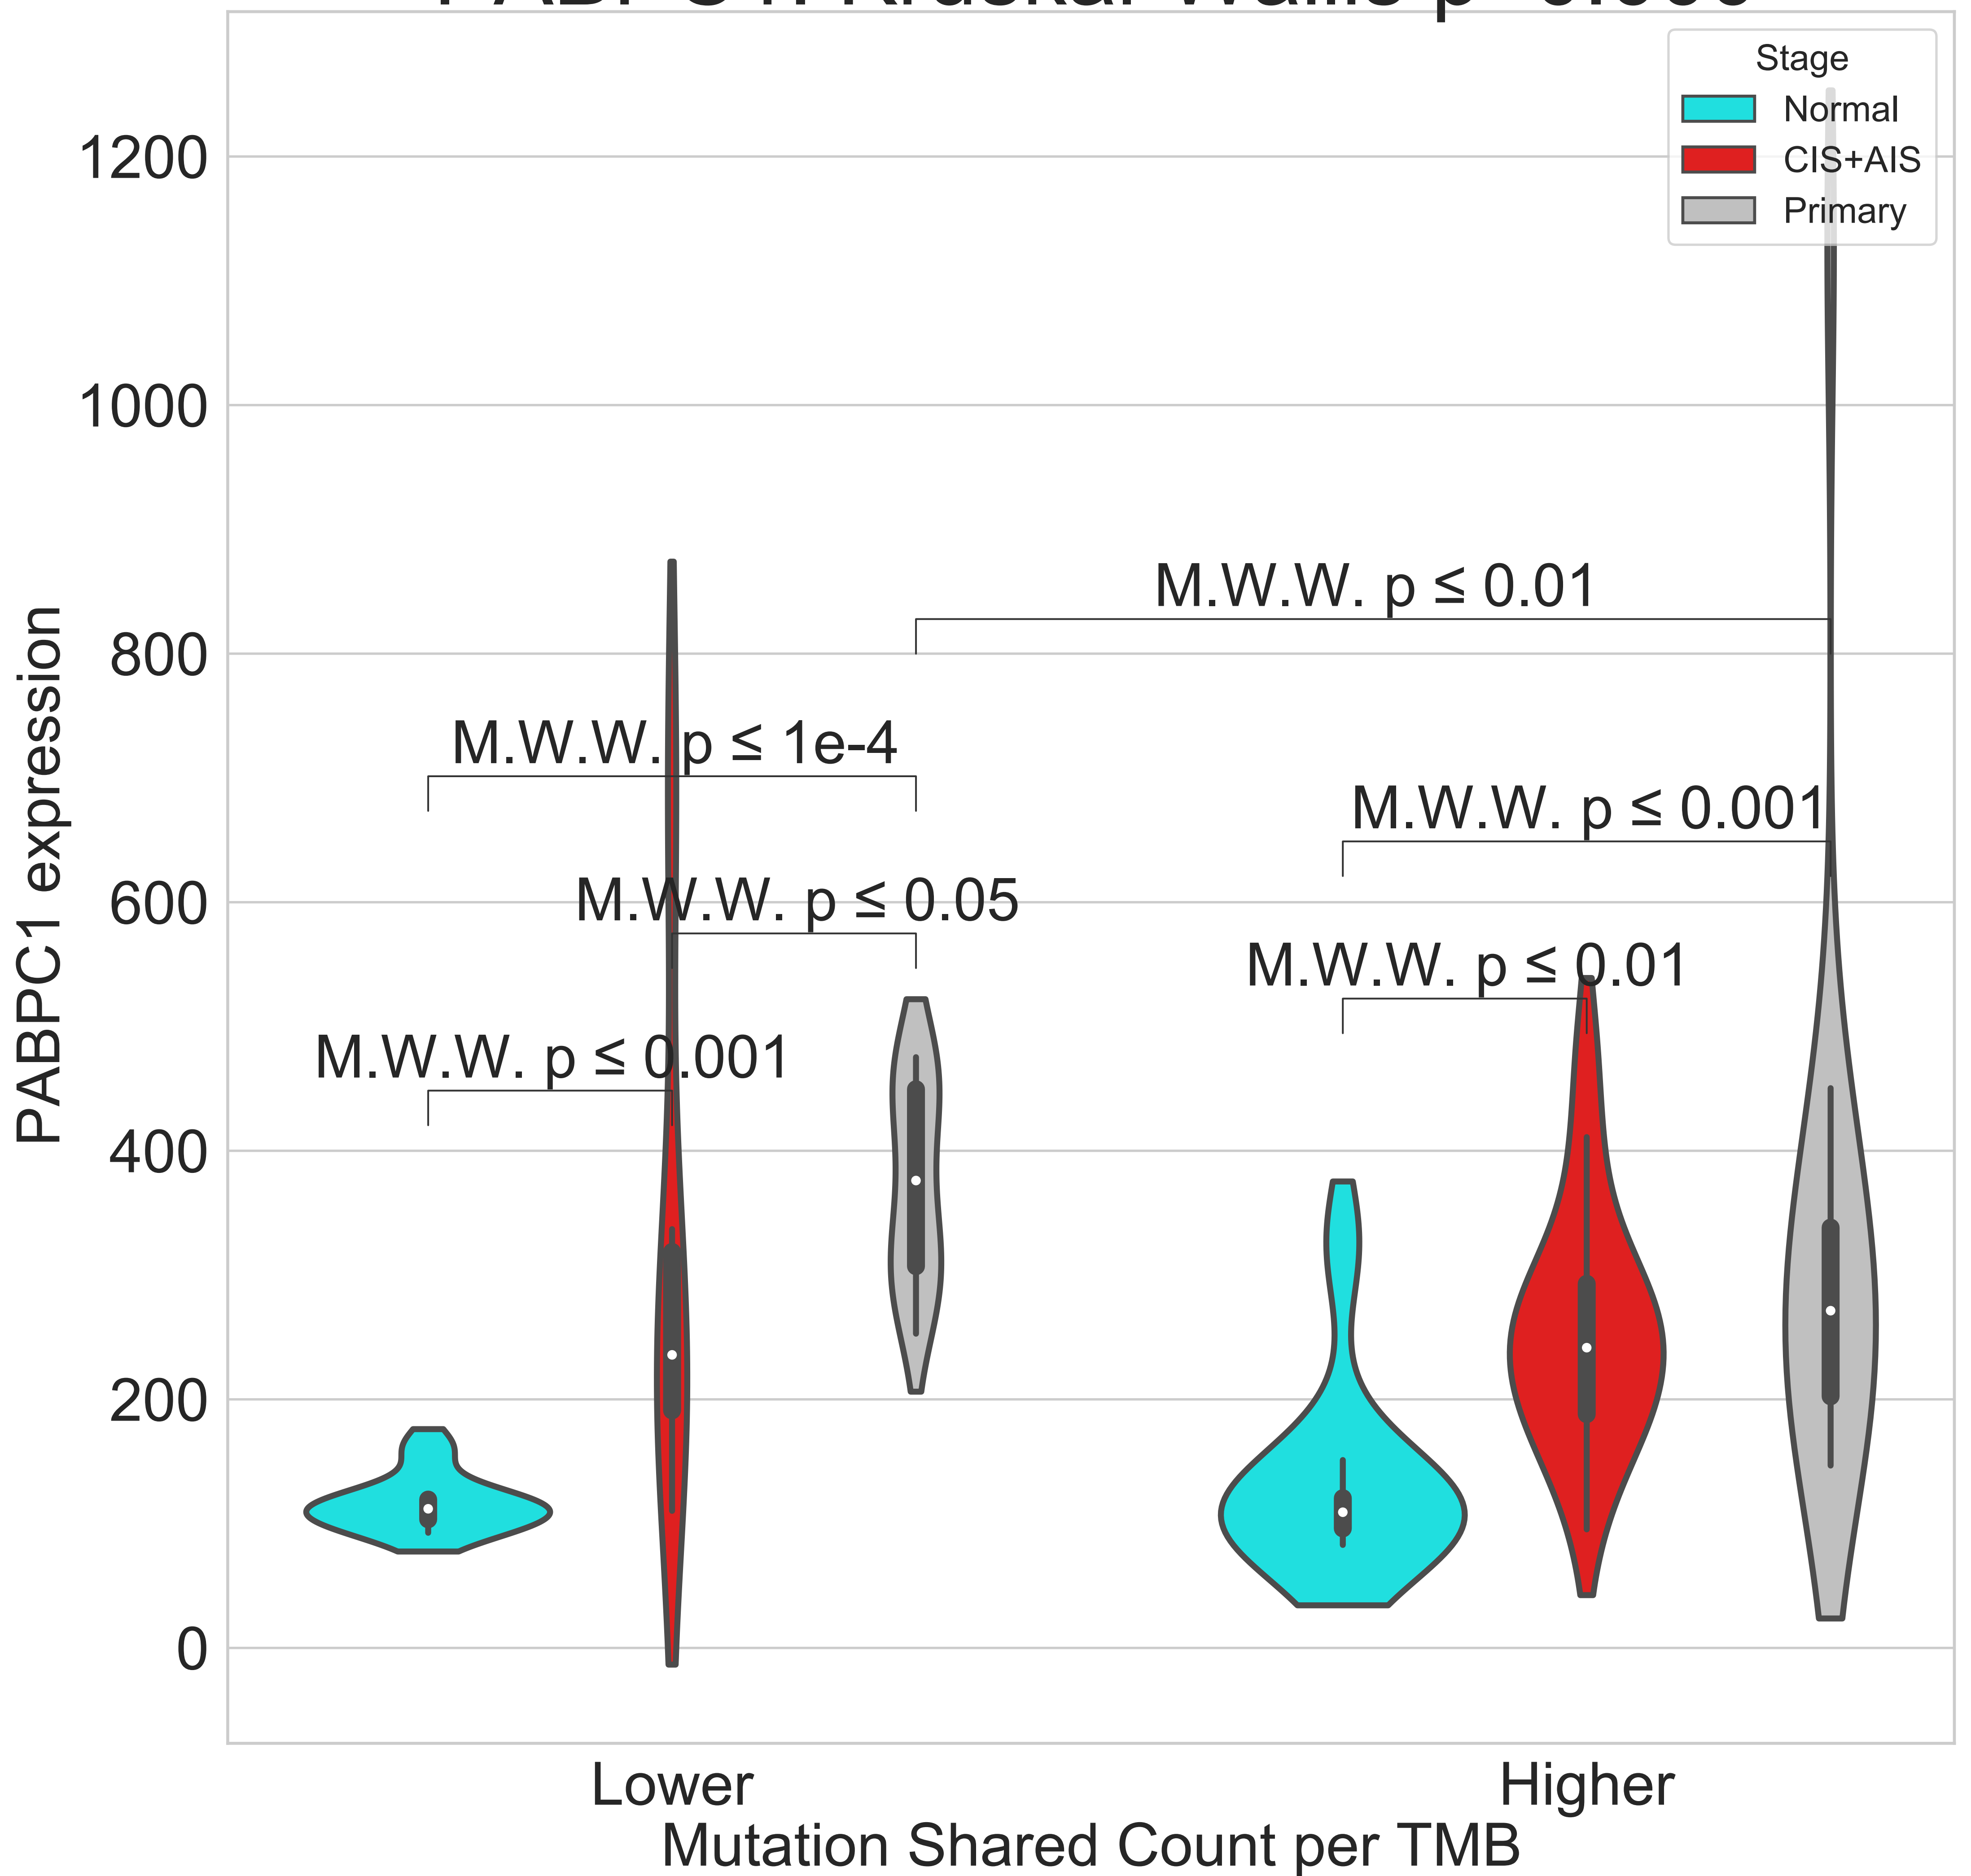 Stage
Normal
CIS+AIS
Primary
1200
1000
800
600
400
200
0
PABPC1 expression
M.W.W. p ≤ 0.01
M.W.W. p ≤ 1e-4
M.W.W. p ≤ 0.001
M.W.W. p ≤ 0.05
M.W.W. p ≤ 0.01
M.W.W. p ≤ 0.001
Lower
Higher
Mutation Shared Count per TMB